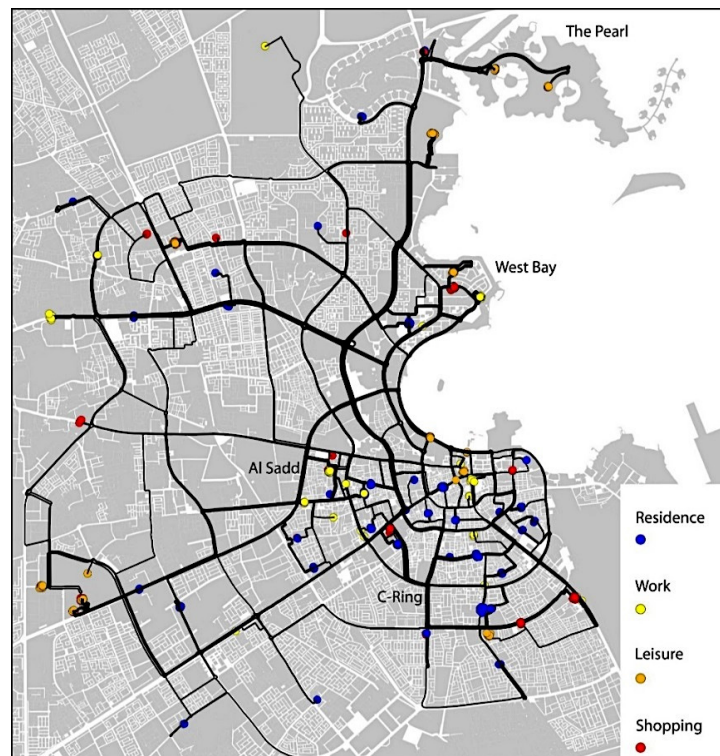 The Pearl
West Bay
Al Sadd
C-Ring
Residence
Work
Leisure
Shopping